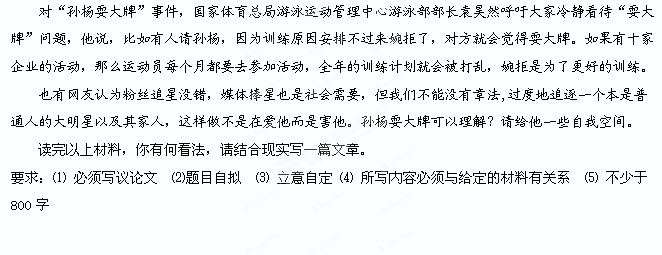 对“孙杨耍大牌”事件，国家体育总局游泳运动管理中心游泳部部长袁昊然呼吁大家冷静看待“耍大
牌”问题，他说，比如有人请孙杨，因为训练原因安排不过来婉拒了，对方就会觉得耍大牌。如果有十家
企业的活动，那么运动员每个月都要去参加活动，全年的训练计划就会被打乱，婉拒是为了更好的训练。
也有网友认为粉丝追星没错，媒体捧星也是社会需要，但我们不能没有章法,过度地追逐一个本是普
通人的大明星以及其家人，这样做不是在爱他而是害他。孙杨耍大牌可以理解？请给他一些自我空间。
读完以上材料，你有何看法，请结合现实写一篇文章。
要求：⑴ 必须写议论文 ⑵题目自拟 ⑶ 立意自定 ⑷ 所写内容必须与给定的材料有关系 ⑸ 不少于
800 字